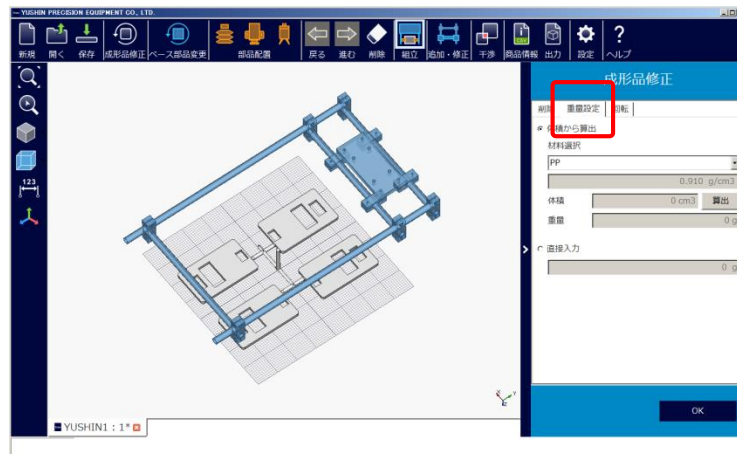 YUSHIN PRECISION EQUIPMENT CO., LTD.
新規 開く 保存 成形品修正 ベース部品変更 部品配置 戻る 進む 削除 組立 追加・修正 干渉 商品情報 出力 設定 ヘルプ
成形品修正
削除 重量設定 回転
体積から算出
材料選択
PP
0.910 g/cm3
体積 0 cm3 算出
重量 0 g
直接入力
0 g
123
OK
YUSHIN1 : 1*